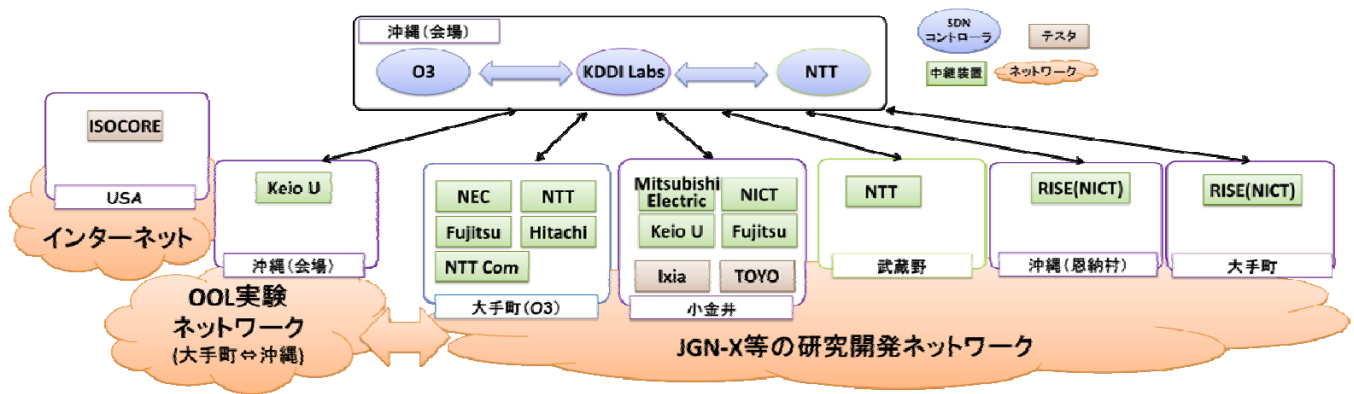 沖縄(会場)
O3
KDDI Labs
NTT
SDN
コントローラ
テスタ
中継装置
ネットワーク
ISOCORE
USA
インターネット
Keio U
沖縄(会場)
OOL実験
ネットワーク
(大手町⇔沖縄)
NEC
NTT
Fujitsu
Hitachi
NTT Com
大手町(O3)
Mitsubishi
Electric
NICT
Keio U
Fujitsu
Ixia
TOYO
小金井
NTT
武蔵野
RISE(NICT)
沖縄(恩納村)
RISE(NICT)
大手町
JGN-X等の研究開発ネットワーク